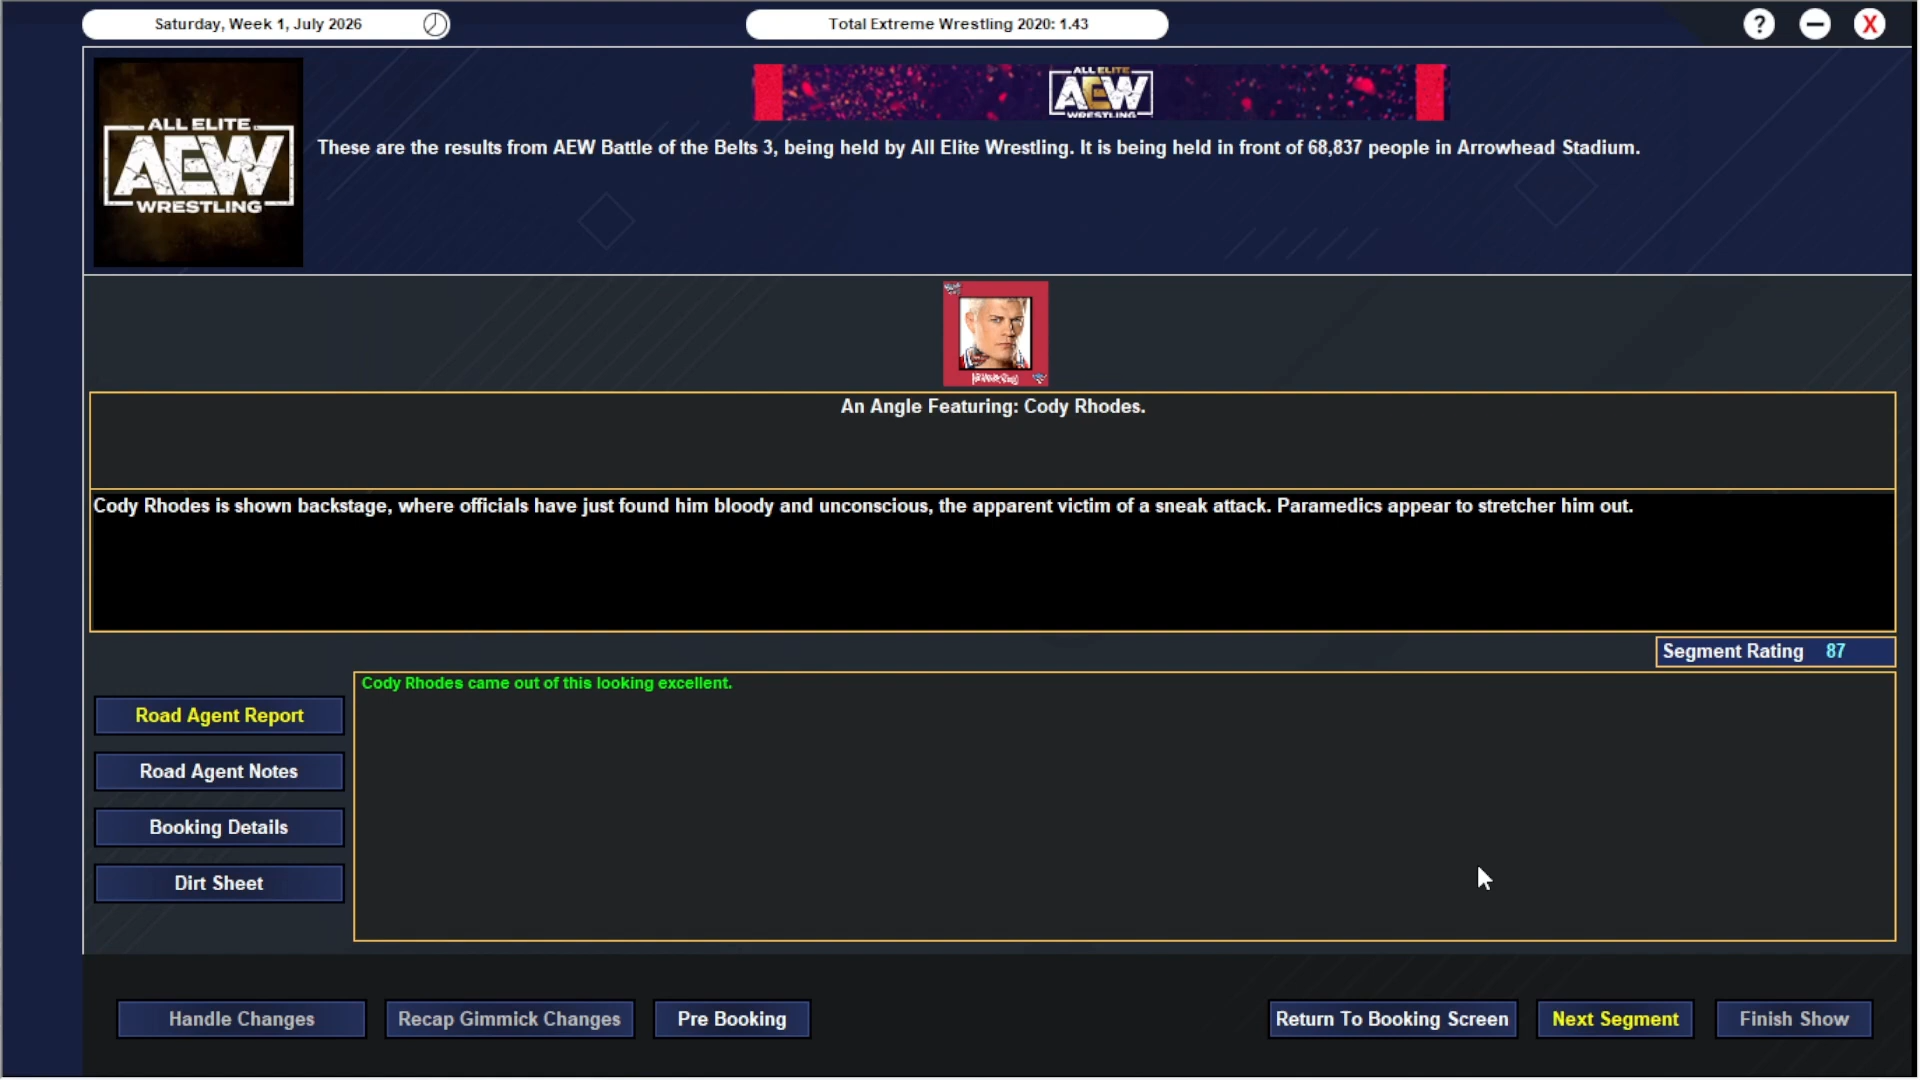 Saturday, Week 1, July 2026
Total Extreme Wrestling 2020: 1.43
?
X
ALL ELITE
AEW
WRESTLING
ALL ELITE
AEW
WRESTLING
These are the results from AEW Battle of the Belts 3, being held by All Elite Wrestling. It is being held in front of 68,837 people in Arrowhead Stadium.
An Angle Featuring: Cody Rhodes.
Cody Rhodes is shown backstage, where officials have just found him bloody and unconscious, the apparent victim of a sneak attack. Paramedics appear to stretcher him out.
Segment Rating 87
Cody Rhodes came out of this looking excellent.
Road Agent Report
Road Agent Notes
Booking Details
Dirt Sheet
Handle Changes
Recap Gimmick Changes
Pre Booking
Return To Booking Screen
Next Segment
Finish Show